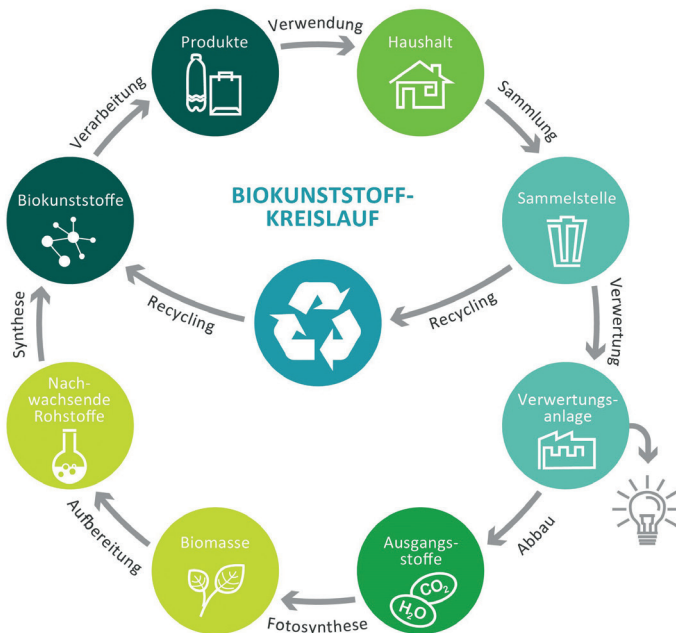 Verwendung
Produkte
Haushalt
Verarbeitung
Sammlung
BIOKUNSTSTOFF-
KREISLAUF
Biokunststoffe
Sammelstelle
Synthese
Recycling
Recycling
Verwertung
Nach-
wachsende
Rohstoffe
Verwertungs-
anlage
Aufbereitung
Biomasse
Ausgangs-
stoffe
CO₂
H₂O
Abbau
Fotosynthese